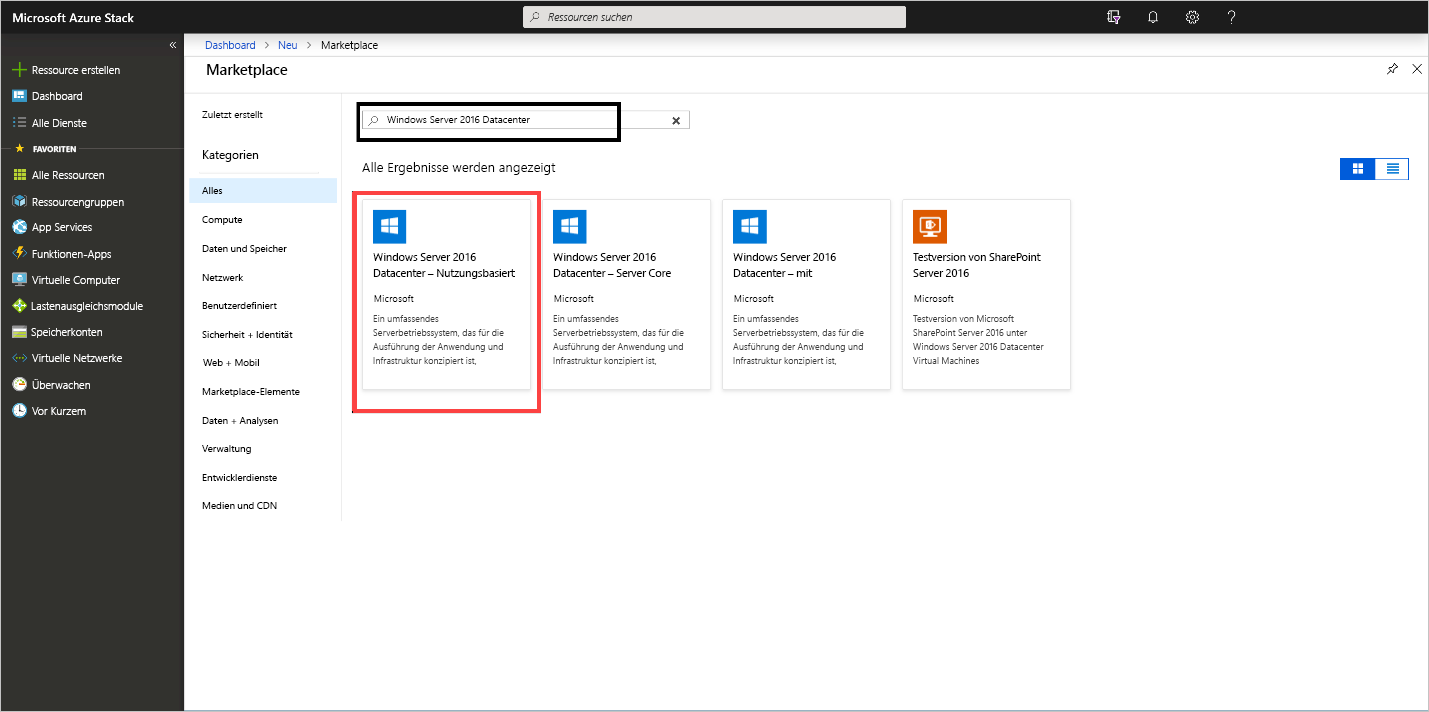 Microsoft Azure Stack
Ressourcen suchen
Ressource erstellen
Dashboard
Alle Dienste
FAVORITEN
Alle Ressourcen
Ressourcengruppen
App Services
Funktionen-Apps
Virtuelle Computer
Lastenausgleichsmodule
Speicherkonten
Virtuelle Netzwerke
Überwachen
Vor Kurzem
Dashboard > Neu > Marketplace
Marketplace
Zuletzt erstellt
Kategorien
Alles
Compute
Daten und Speicher
Netzwerk
Benutzerdefiniert
Sicherheit + Identität
Web + Mobil
Marketplace-Elemente
Daten + Analysen
Verwaltung
Entwicklerdienste
Medien und CDN
Windows Server 2016 Datacenter
Alle Ergebnisse werden angezeigt
Windows Server 2016
Datacenter – Nutzungsbasiert
Microsoft
Ein umfassendes
Serverbetriebssystem, das für die
Ausführung der Anwendung und
Infrastruktur konzipiert ist,
Windows Server 2016
Datacenter – Server Core
Microsoft
Ein umfassendes
Serverbetriebssystem, das für die
Ausführung der Anwendung und
Infrastruktur konzipiert ist,
Windows Server 2016
Datacenter – mit
Microsoft
Ein umfassendes
Serverbetriebssystem, das für die
Ausführung der Anwendung und
Infrastruktur konzipiert ist,
Testversion von SharePoint
Server 2016
Microsoft
Testversion von Microsoft
SharePoint Server 2016 unter
Windows Server 2016 Datacenter
Virtual Machines